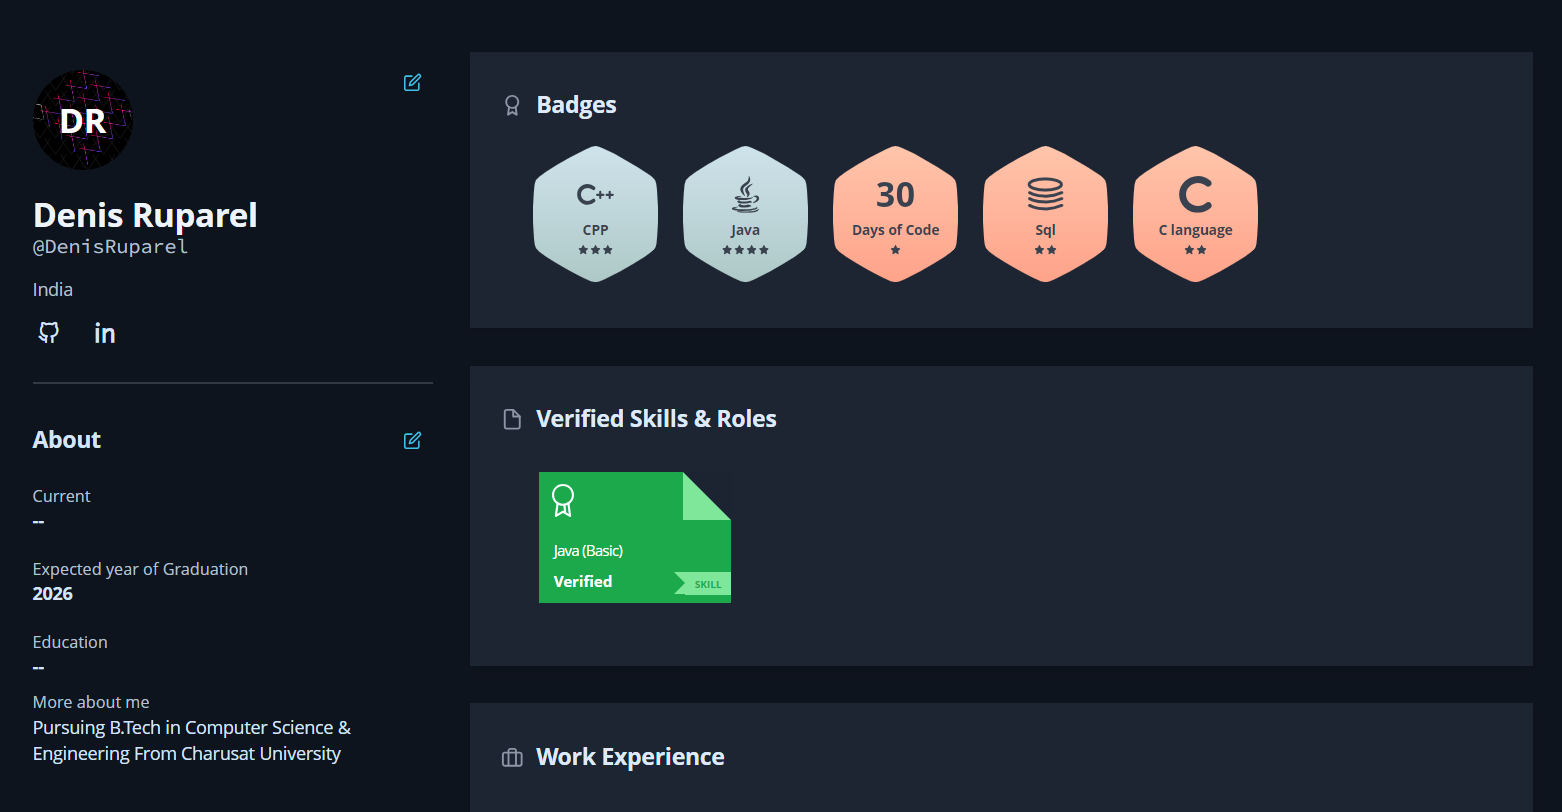 DR
Denis Ruparel
@DenisRuparel
India
in
About
Current
--
Expected year of Graduation
2026
Education
--
More about me
Pursuing B.Tech in Computer Science &
Engineering From Charusat University
Badges
C++
CPP
Java
30
Days of Code
Sql
C
C language
Verified Skills & Roles
Java (Basic)
Verified
SKILL
Work Experience